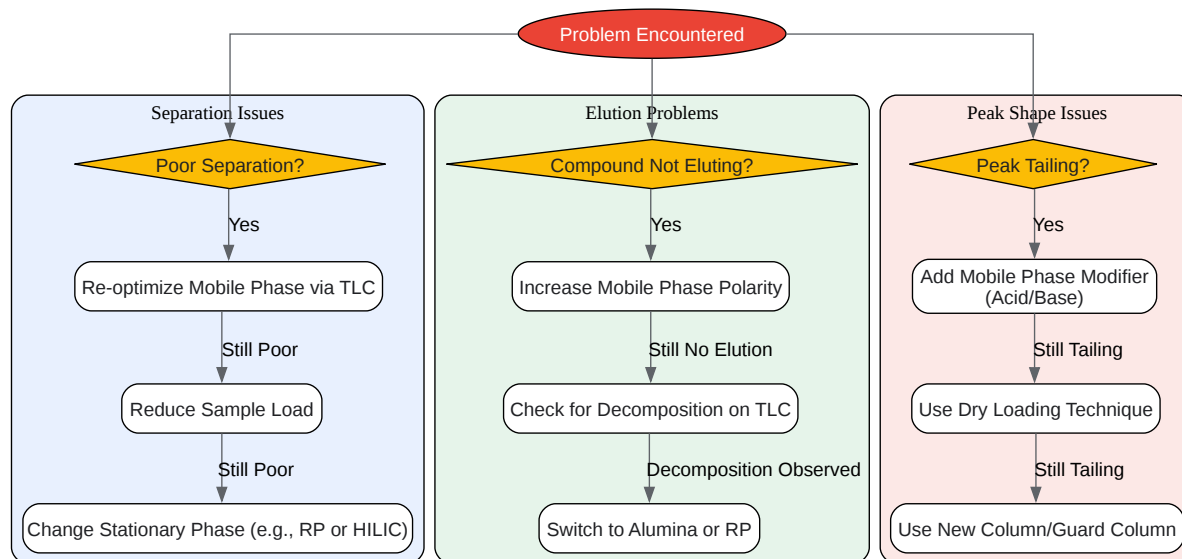 Problem Encountered
Separation Issues
Poor Separation?
Yes
Re-optimize Mobile Phase via TLC
Still Poor
Reduce Sample Load
Still Poor
Change Stationary Phase (e.g., RP or HILIC)
Elution Problems
Compound Not Eluting?
Yes
Increase Mobile Phase Polarity
Still No Elution
Check for Decomposition on TLC
Decomposition Observed
Switch to Alumina or RP
Peak Shape Issues
Peak Tailing?
Yes
Add Mobile Phase Modifier
(Acid/Base)
Still Tailing
Use Dry Loading Technique
Still Tailing
Use New Column/Guard Column